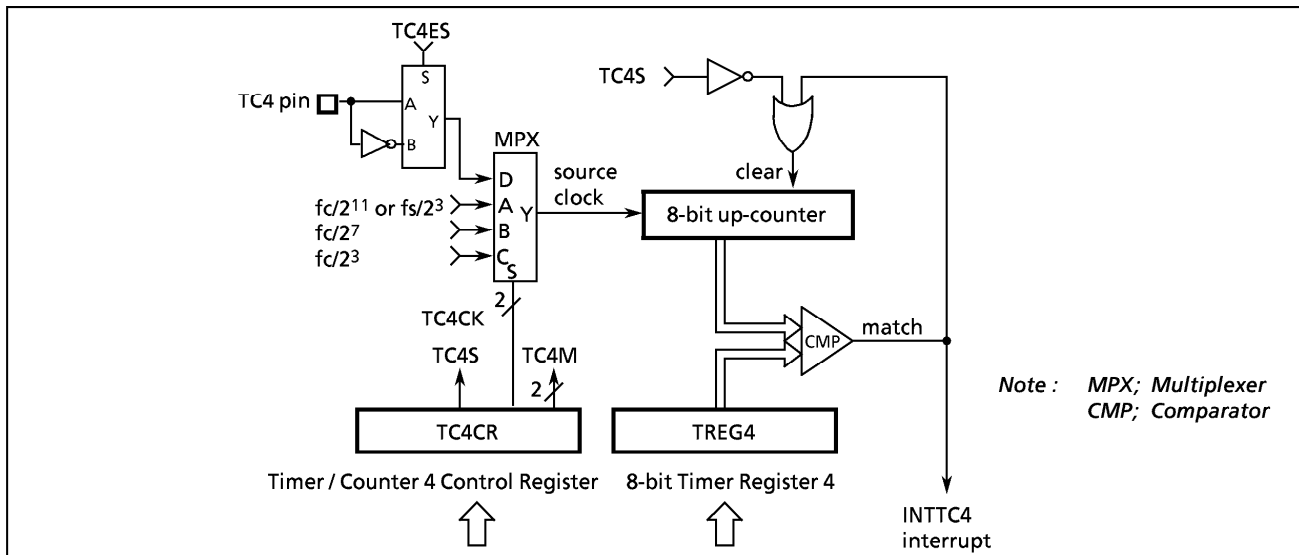 TC4ES
S
TC4 pin
A
Y
B
TC4S
MPX
D
fc/2¹¹ or fs/2³
A
Y
fc/2⁷
B
fc/2³
C
S
source
clock
clear
8-bit up-counter
2
TC4CK
TC4S
TC4M
2
CMP
match
TC4CR
TREG4
Timer / Counter 4 Control Register
8-bit Timer Register 4
Note : MPX; Multiplexer
CMP; Comparator
INTTC4
interrupt